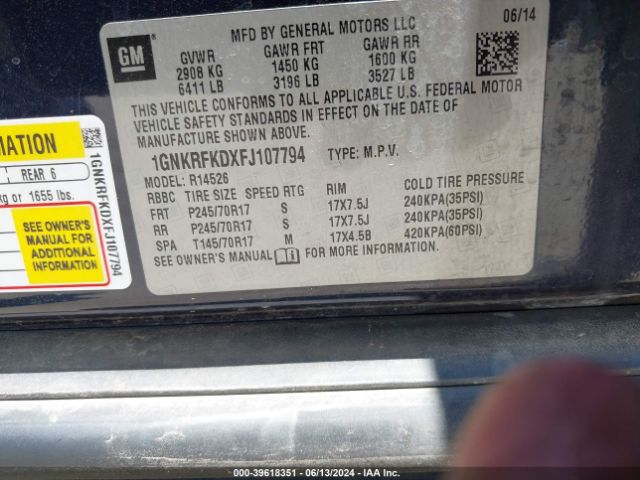 GM
MFD BY GENERAL MOTORS LLC
06/14
GVWR GAWR FRT GAWR RR
2908 KG 1450 KG 1600 KG
6411 LB 3196 LB 3527 LB
THIS VEHICLE CONFORMS TO ALL APPLICABLE U.S. FEDERAL MOTOR
VEHICLE SAFETY STANDARDS IN EFFECT ON THE DATE OF
MANUFACTURE SHOWN ABOVE.
1GNKRFKDXFJ107794 TYPE: M.P.V.
MODEL: R14526
RBBC TIRE SIZE SPEED RTG RIM COLD TIRE PRESSURE
FRT P245/70R17 S 17X7.5J 240KPA(35PSI)
RR P245/70R17 S 17X7.5J 240KPA(35PSI)
SPA T145/70R17 M 17X4.5B 420KPA(60PSI)
SEE OWNER'S MANUAL FOR MORE INFORMATION.
MATION
REAR 6
kg or 1655 lbs.
SEE OWNER'S
MANUAL FOR
ADDITIONAL
INFORMATION
1GNKRFKDXFJ107794
000-39618351 - 06/13/2024 - IAA Inc.